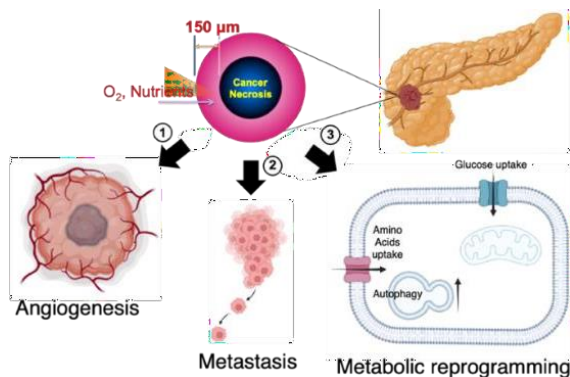 150 µm
O₂, Nutrients
Cancer
Necrosis
1
2
3
Angiogenesis
Metastasis
Glucose uptake
Amino
Acids
uptake
Autophagy
Metabolic reprogramming